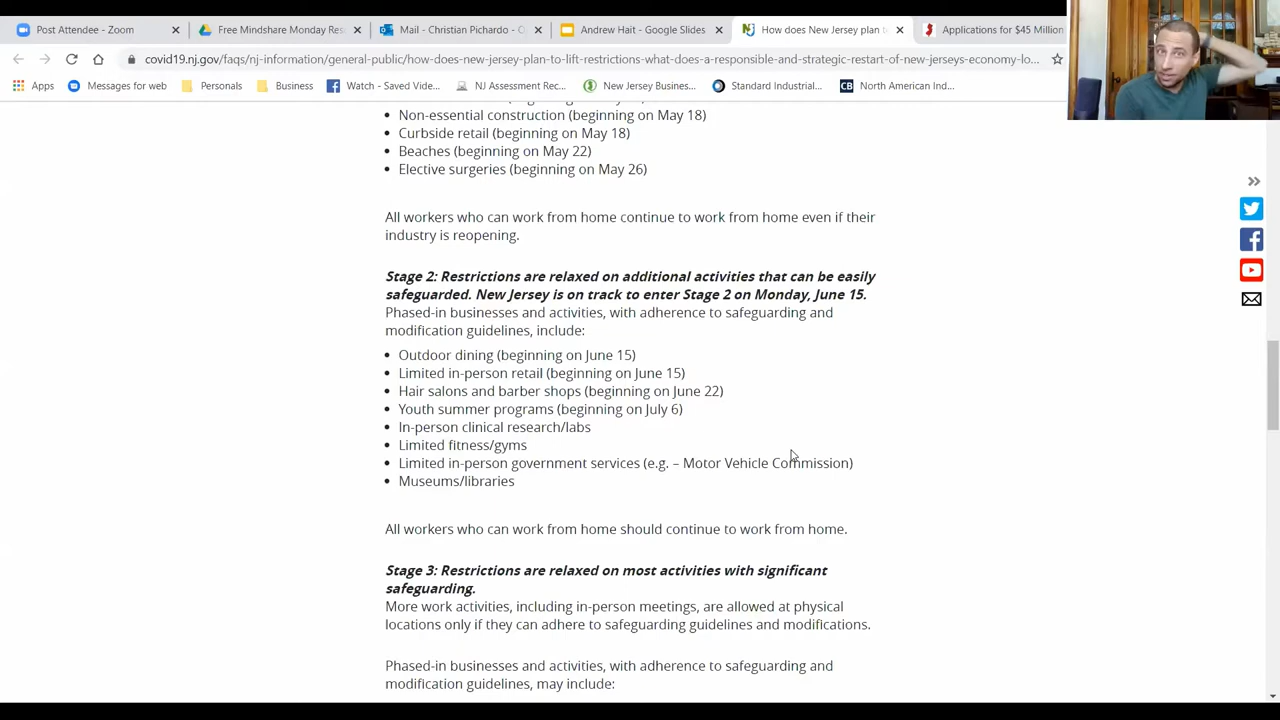 Post Attendee - Zoom
Free Mindshare Monday Res
Mail - Christian Pichardo - O
Andrew Hait - Google Slides
How does New Jersey plan to
Applications for $45 Million
covid19.nj.gov/faqs/nj-information/general-public/how-does-new-jersey-plan-to-lift-restrictions-what-does-a-responsible-and-strategic-restart-of-new-jerseys-economy-lo...
Apps
Messages for web
Personals
Business
Watch - Saved Vide...
NJ Assessment Rec...
New Jersey Busines...
Standard Industrial...
North American Ind...
• Non-essential construction (beginning on May 18)
• Curbside retail (beginning on May 18)
• Beaches (beginning on May 22)
• Elective surgeries (beginning on May 26)
All workers who can work from home continue to work from home even if their
industry is reopening.
Stage 2: Restrictions are relaxed on additional activities that can be easily
safeguarded. New Jersey is on track to enter Stage 2 on Monday, June 15.
Phased-in businesses and activities, with adherence to safeguarding and
modification guidelines, include:
• Outdoor dining (beginning on June 15)
• Limited in-person retail (beginning on June 15)
• Hair salons and barber shops (beginning on June 22)
• Youth summer programs (beginning on July 6)
• In-person clinical research/labs
• Limited fitness/gyms
• Limited in-person government services (e.g. – Motor Vehicle Commission)
• Museums/libraries
All workers who can work from home should continue to work from home.
Stage 3: Restrictions are relaxed on most activities with significant
safeguarding.
More work activities, including in-person meetings, are allowed at physical
locations only if they can adhere to safeguarding guidelines and modifications.
Phased-in businesses and activities, with adherence to safeguarding and
modification guidelines, may include: